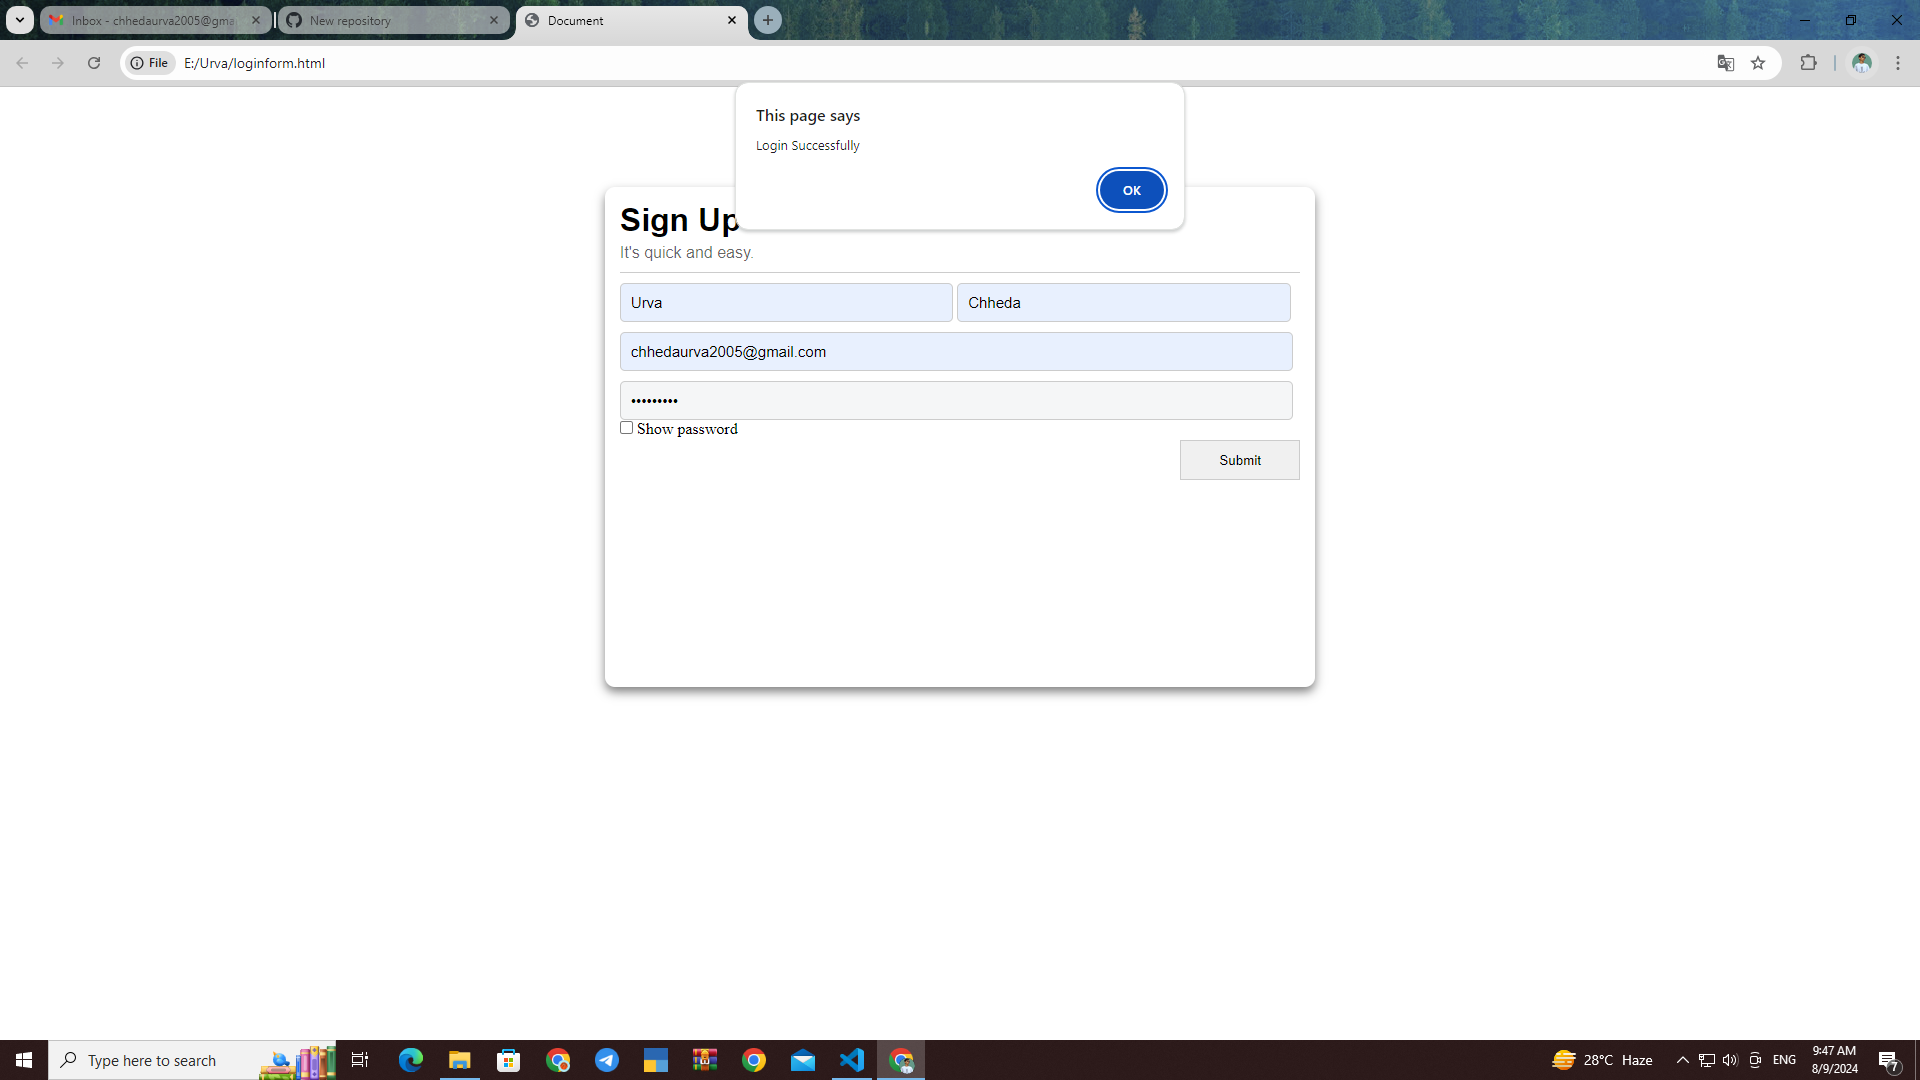 Inbox - chhedaurva2005@gma
New repository
Document
File
E:/Urva/loginform.html
This page says
Login Successfully
OK
Sign Up
It's quick and easy.
Urva
Chheda
chhedaurva2005@gmail.com
•••••••••
Show password
Submit
Type here to search
28°C Haze
ENG
9:47 AM
8/9/2024
7